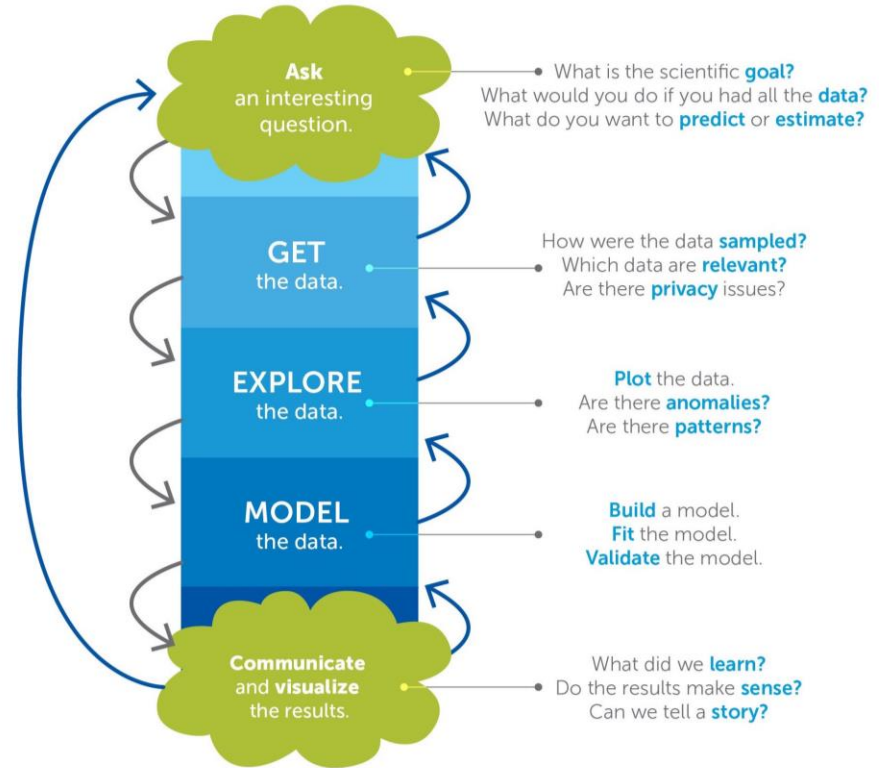 Ask
an interesting
question.
What is the scientific goal?
What would you do if you had all the data?
What do you want to predict or estimate?
GET
the data.
How were the data sampled?
Which data are relevant?
Are there privacy issues?
EXPLORE
the data.
Plot the data.
Are there anomalies?
Are there patterns?
MODEL
the data.
Build a model.
Fit the model.
Validate the model.
Communicate
and visualize
the results.
What did we learn?
Do the results make sense?
Can we tell a story?